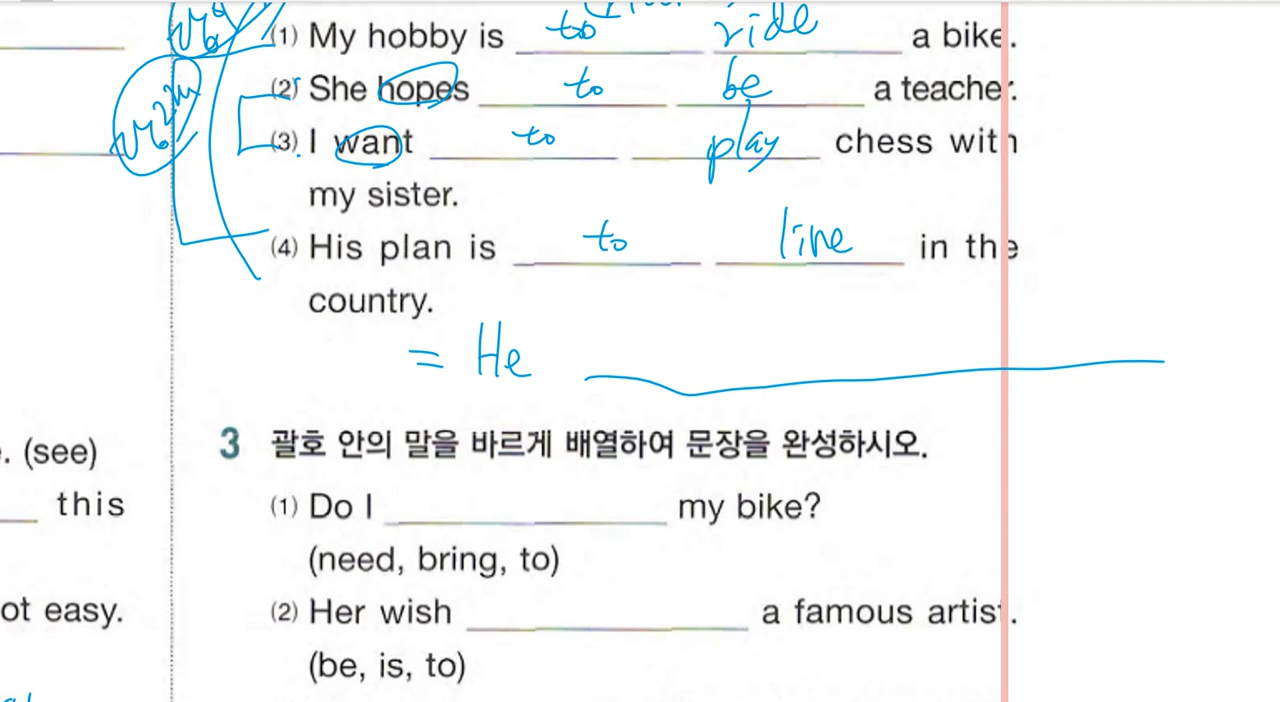 (1) My hobby is to ride a bike.
(2) She hopes to be a teacher.
(3) I want to play chess with
my sister.
(4) His plan is to live in the
country.
= He
. (see)
this
ot easy.
3 괄호 안의 말을 바르게 배열하여 문장을 완성하시오.
(1) Do I my bike?
(need, bring, to)
(2) Her wish a famous artist.
(be, is, to)